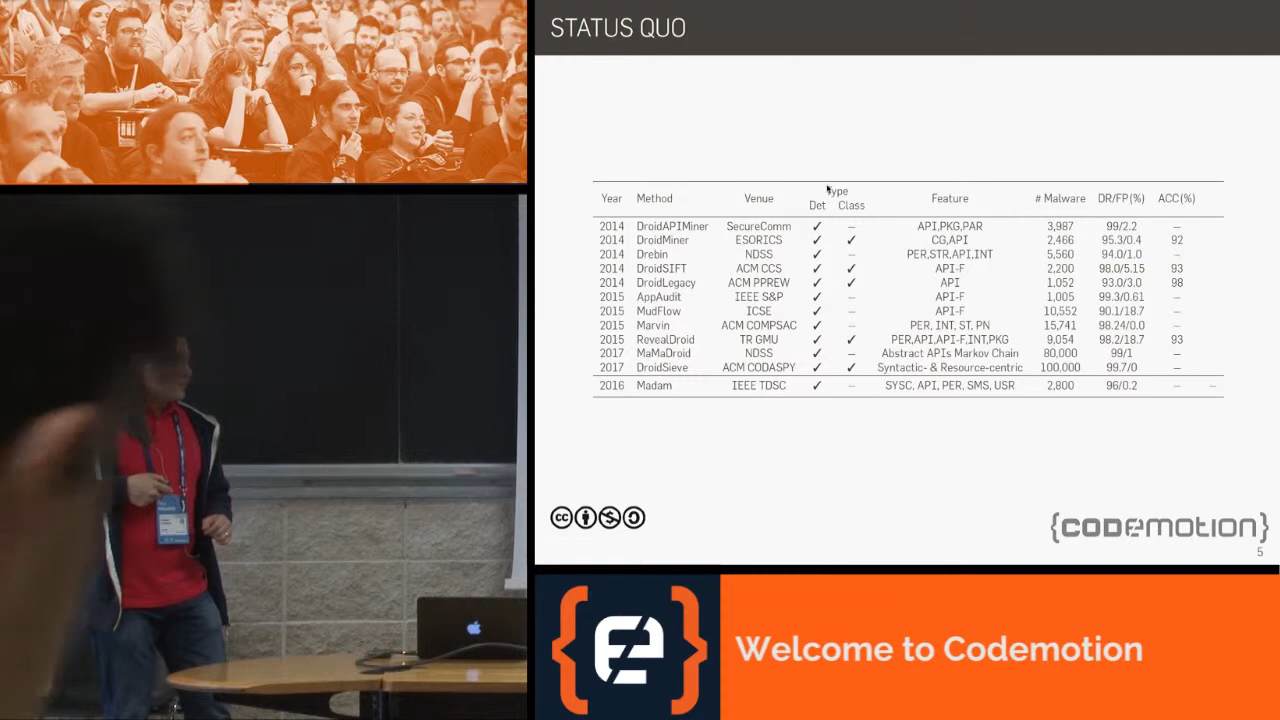 STATUS QUO
Year Method Venue Type Feature # Malware DR/FP(%) ACC(%)
Det Class
2014 DroidAPIMiner SecureComm ✓ – API,PKG,PAR 3,987 99/2.2 –
2014 DroidMiner ESORICS ✓ ✓ CG,API 2,466 95.3/0.4 92
2014 Drebin NDSS ✓ – PER,STR,API,INT 5,560 94.0/1.0 –
2014 DroidSIFT ACM CCS ✓ ✓ API-F 2,200 98.0/5.15 93
2014 DroidLegacy ACM PPREW ✓ ✓ API 1,052 93.0/3.0 98
2015 AppAudit IEEE S&P ✓ – API-F 1,005 99.3/0.61 –
2015 MudFlow ICSE ✓ – API-F 10,552 90.1/18.7 –
2015 Marvin ACM COMPSAC ✓ – PER, INT, ST, PN 15,741 98.24/0.0 –
2015 RevealDroid TR GMU ✓ ✓ PER,API,API-F,INT,PKG 9,054 98.2/18.7 93
2017 MaMaDroid NDSS ✓ – Abstract APIs Markov Chain 80,000 99/1 –
2017 DroidSieve ACM CODASPY ✓ ✓ Syntactic- & Resource-centric 100,000 99.7/0 –
2016 Madam IEEE TDSC ✓ – SYSC, API, PER, SMS, USR 2,800 96/0.2 – –
cc
{CODEMOTION}
5
Welcome to Codemotion